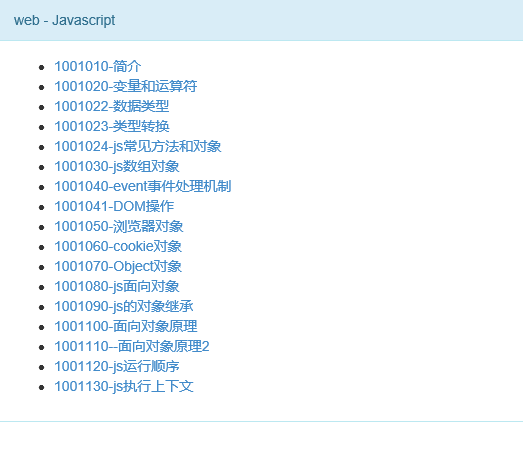 web - Javascript
1001010-简介
1001020-变量和运算符
1001022-数据类型
1001023-类型转换
1001024-js常见方法和对象
1001030-js数组对象
1001040-event事件处理机制
1001041-DOM操作
1001050-浏览器对象
1001060-cookie对象
1001070-Object对象
1001080-js面向对象
1001090-js的对象继承
1001100-面向对象原理
1001110--面向对象原理2
1001120-js运行顺序
1001130-js执行上下文